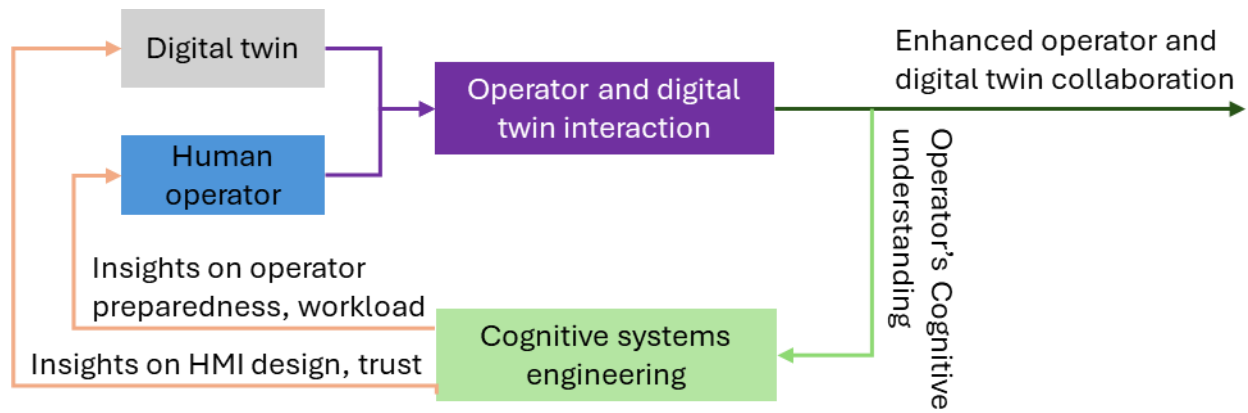 Digital twin
Enhanced operator and
digital twin collaboration
Operator and digital
twin interaction
Human
operator
Operator's Cognitive
understanding
Insights on operator
preparedness, workload
Cognitive systems
engineering
Insights on HMI design, trust